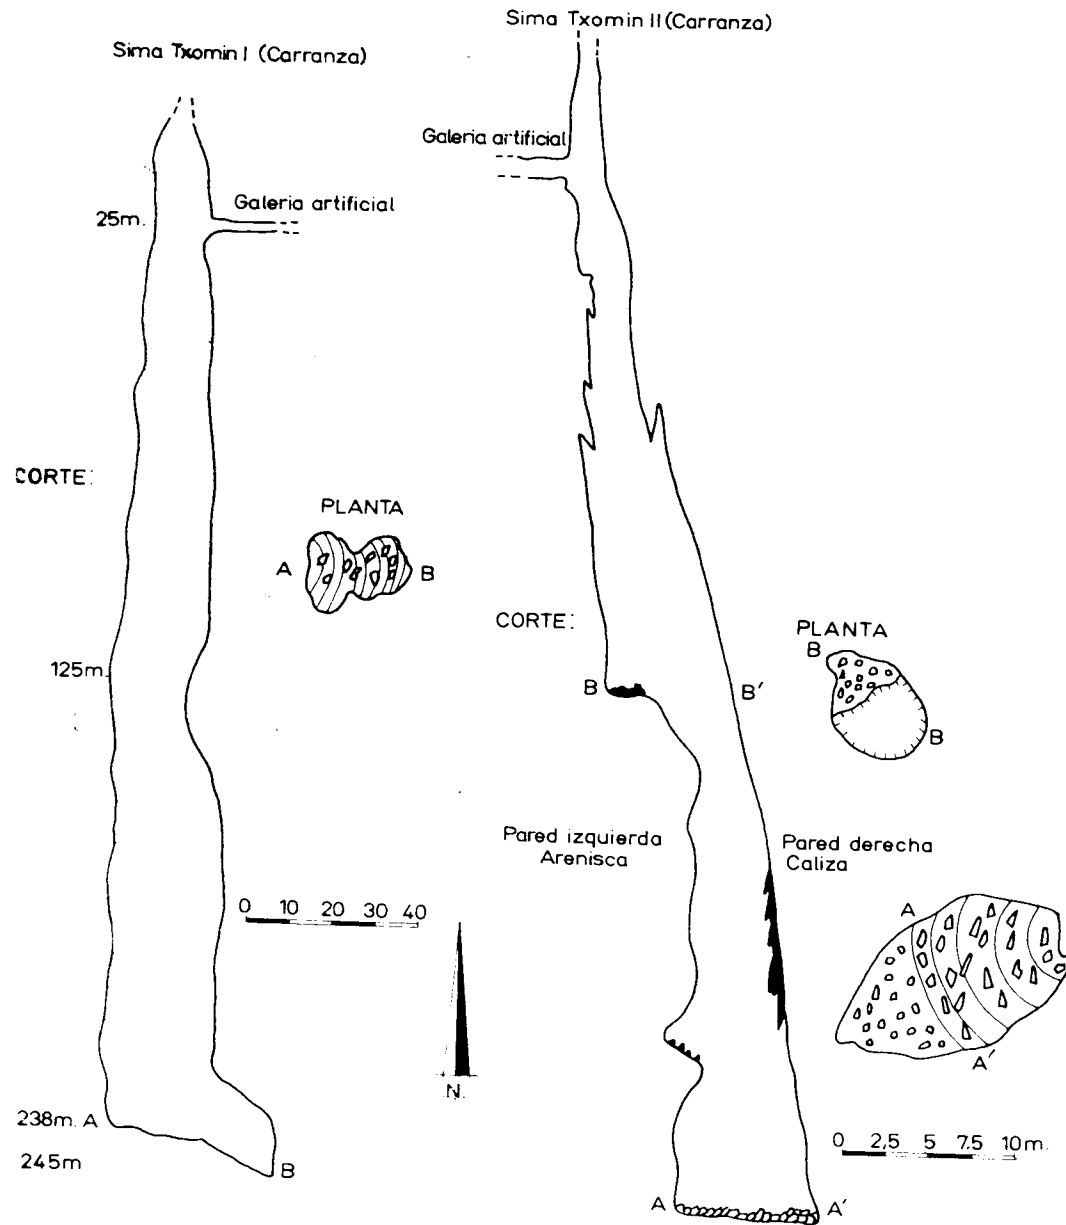 Sima Txomin I (Carranza)
Galeria artificial
25m.
CORTE:
PLANTA
A
B
125m.
0 10 20 30 40
N.
238m. A
245m
B
Sima Txomin II (Carranza)
Galeria artificial
CORTE:
PLANTA
B
B
B
B'
Pared izquierda
Arenisca
Pared derecha
Caliza
A
A'
0 2,5 5 7.5 10m.
A
A'